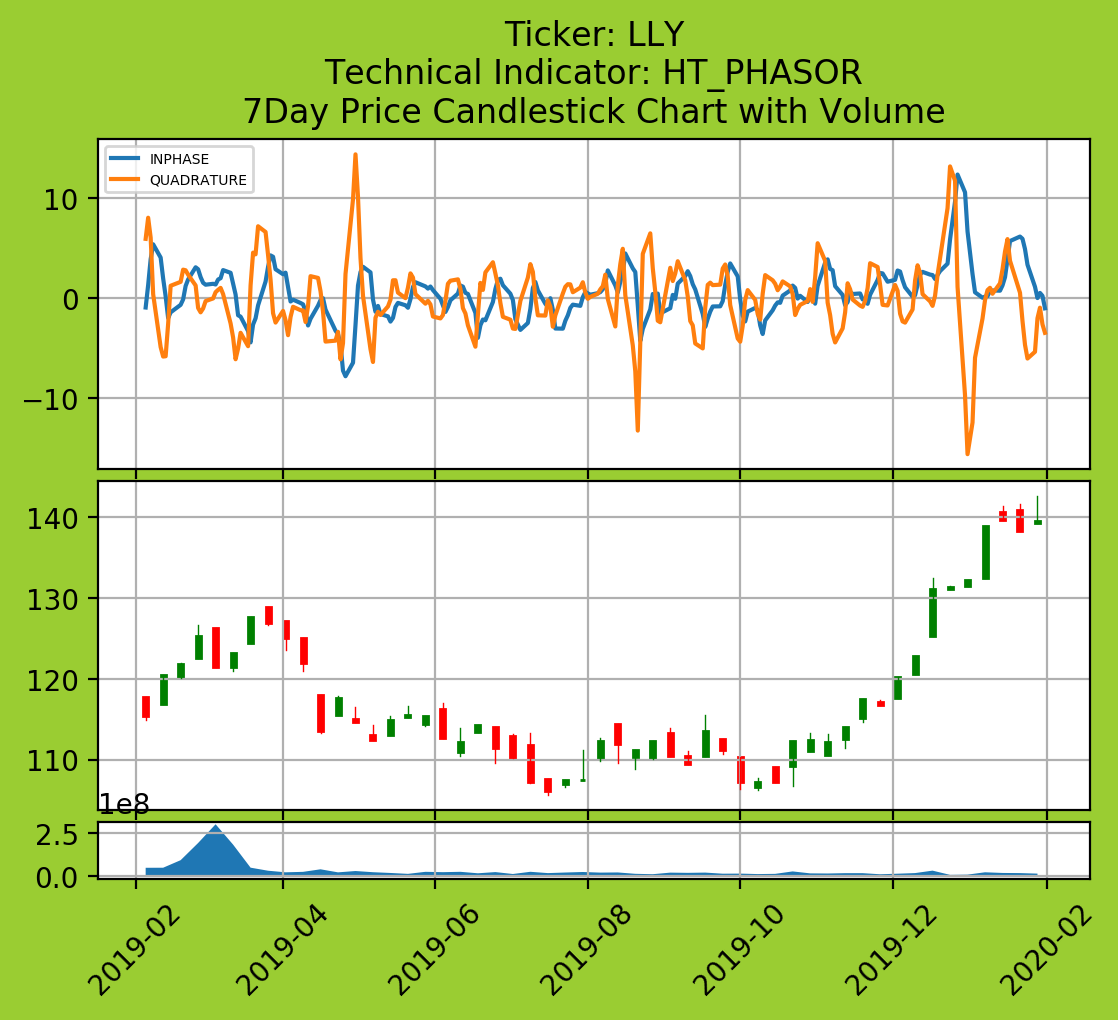 Ticker: LLY
Technical Indicator: HT_PHASOR
7Day Price Candlestick Chart with Volume
INPHASE
QUADRATURE
10
0
−10
140
130
120
110
1e8
2.5
0.0
2019-02
2019-04
2019-06
2019-08
2019-10
2019-12
2020-02